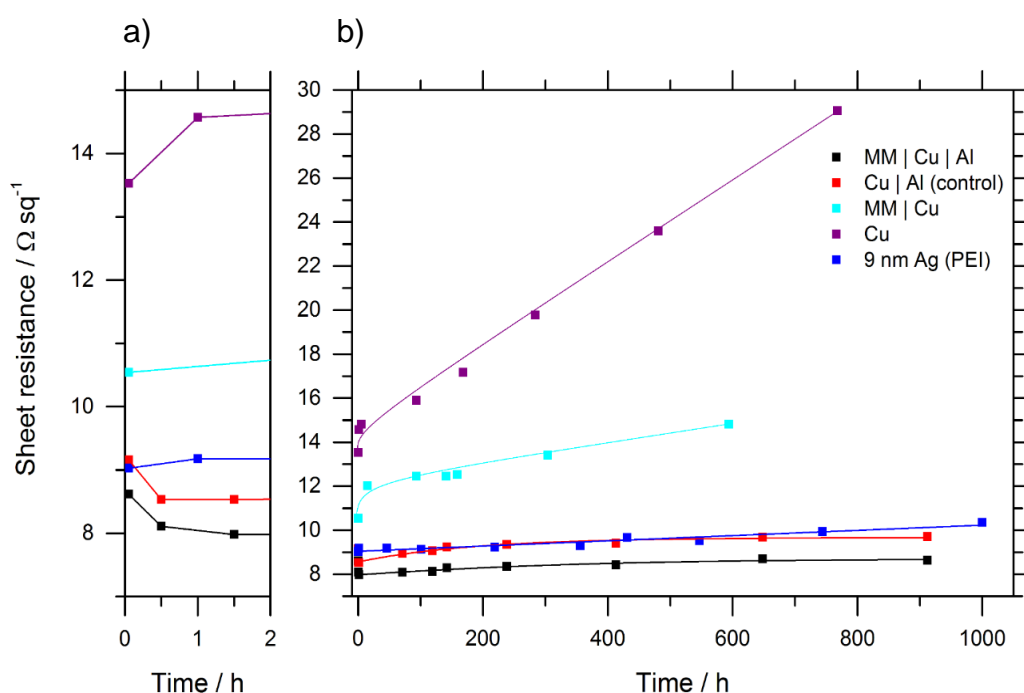 a)
b)
Sheet resistance / Ω sq⁻¹
14
12
10
8
0
1
2
Time / h
30
28
26
24
22
20
18
16
14
12
10
8
0
200
400
600
800
1000
Time / h
MM | Cu | Al
Cu | Al (control)
MM | Cu
Cu
9 nm Ag (PEI)